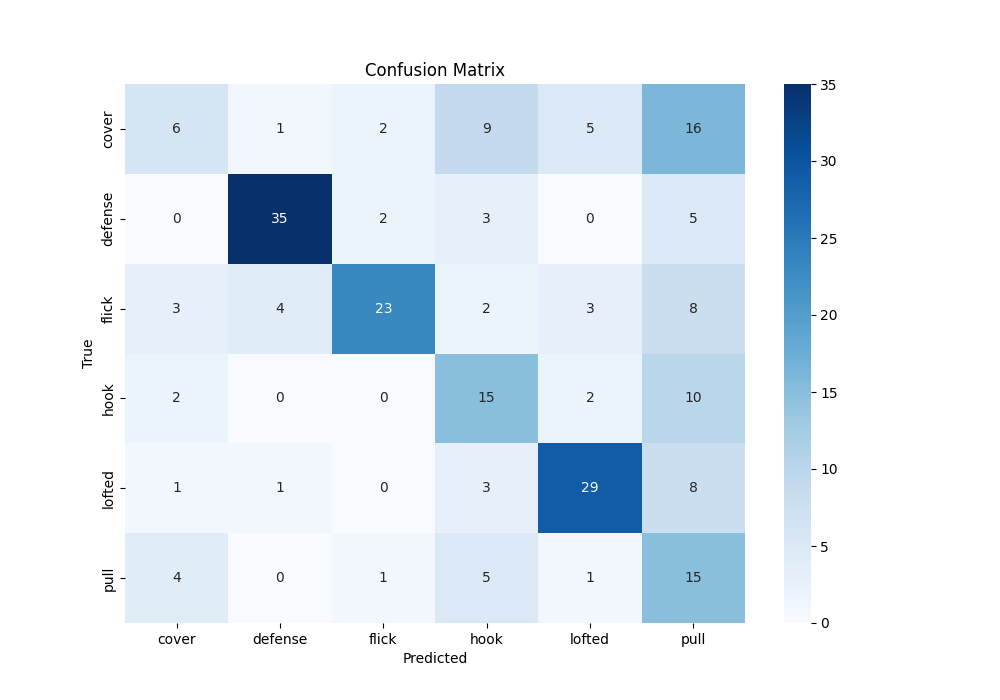 Confusion Matrix
cover 6 1 2 9 5 16
defense 0 35 2 3 0 5
flick 3 4 23 2 3 8
hook 2 0 0 15 2 10
lofted 1 1 0 3 29 8
pull 4 0 1 5 1 15
True
cover defense flick hook lofted pull
Predicted
35
30
25
20
15
10
5
0